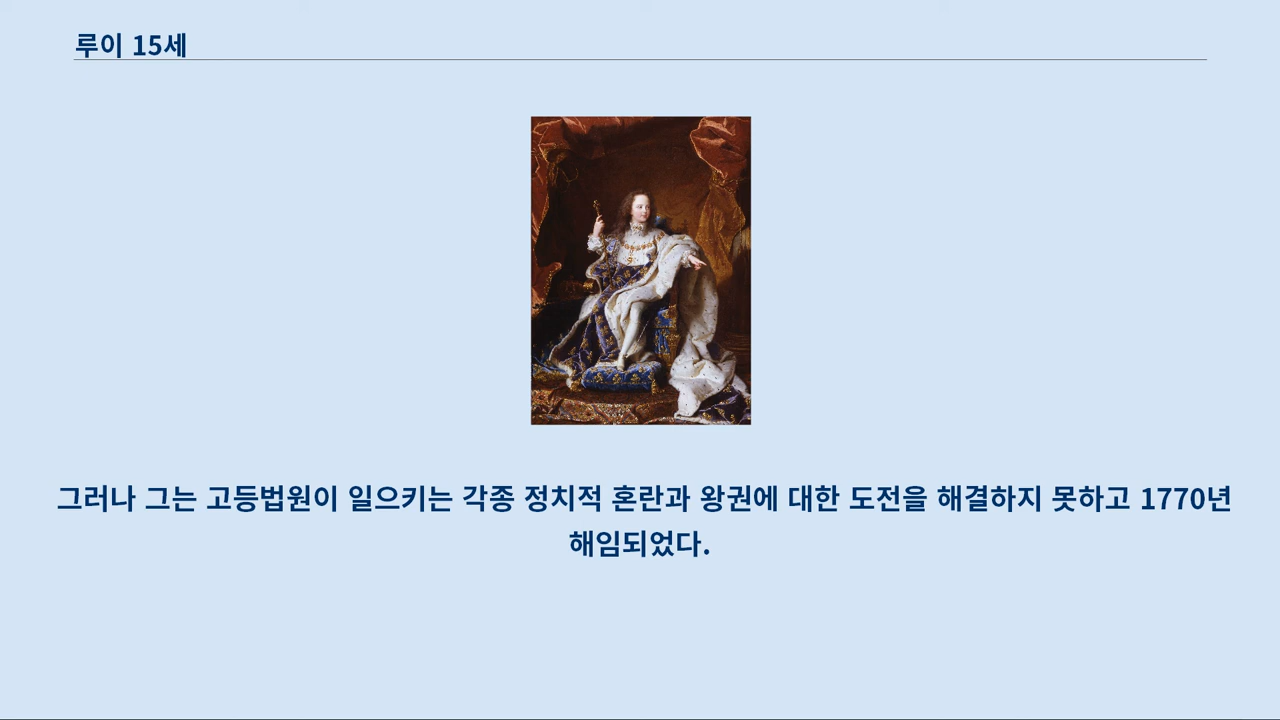 루이 15세
그러나 그는 고등법원이 일으키는 각종 정치적 혼란과 왕권에 대한 도전을 해결하지 못하고 1770년
해임되었다.